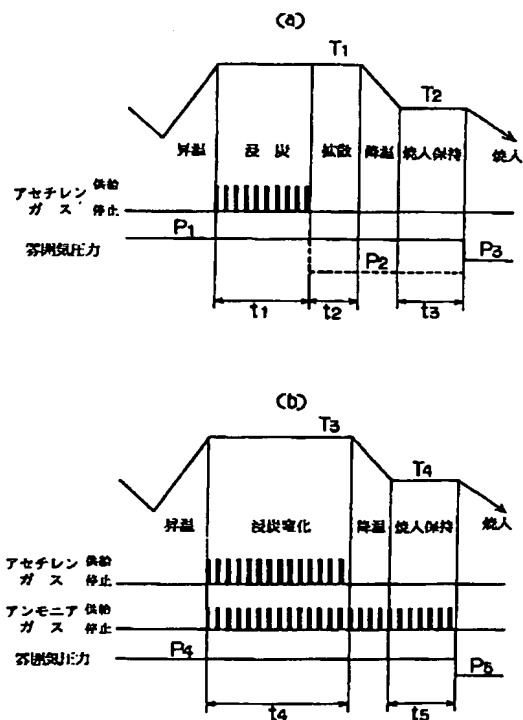 (a)
T1
T2
昇温 浸炭 拡散 降温 焼入保持 焼入
アセチレン 供給
ガス 停止
P1
雰囲気圧力
P2
P3
t1 t2 t3
(b)
T3
T4
昇温 浸炭窒化 降温 焼入保持 焼入
アセチレン 供給
ガス 停止
アンモニア 供給
ガス 停止
P4
雰囲気圧力
P5
t4 t5